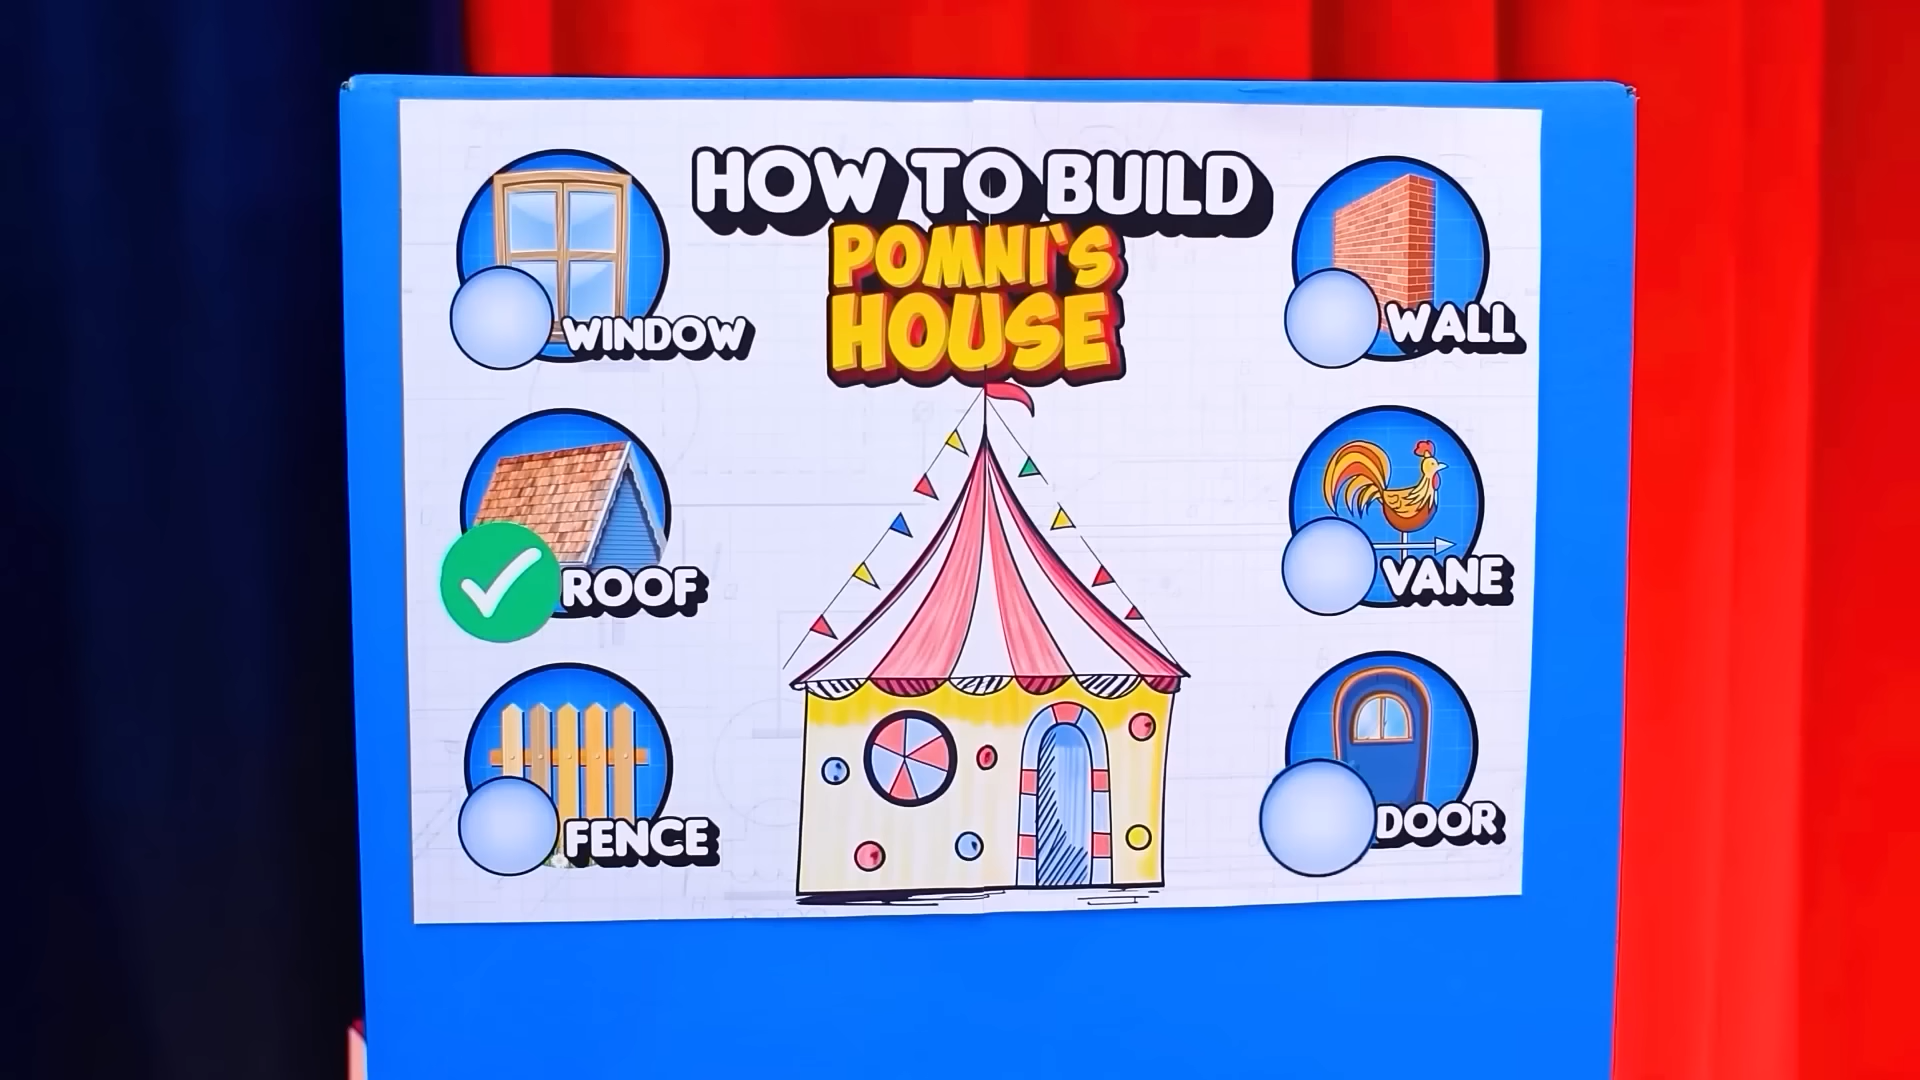 HOW TO BUILD
POMNI'S
HOUSE
WINDOW
WALL
ROOF
VANE
FENCE
DOOR